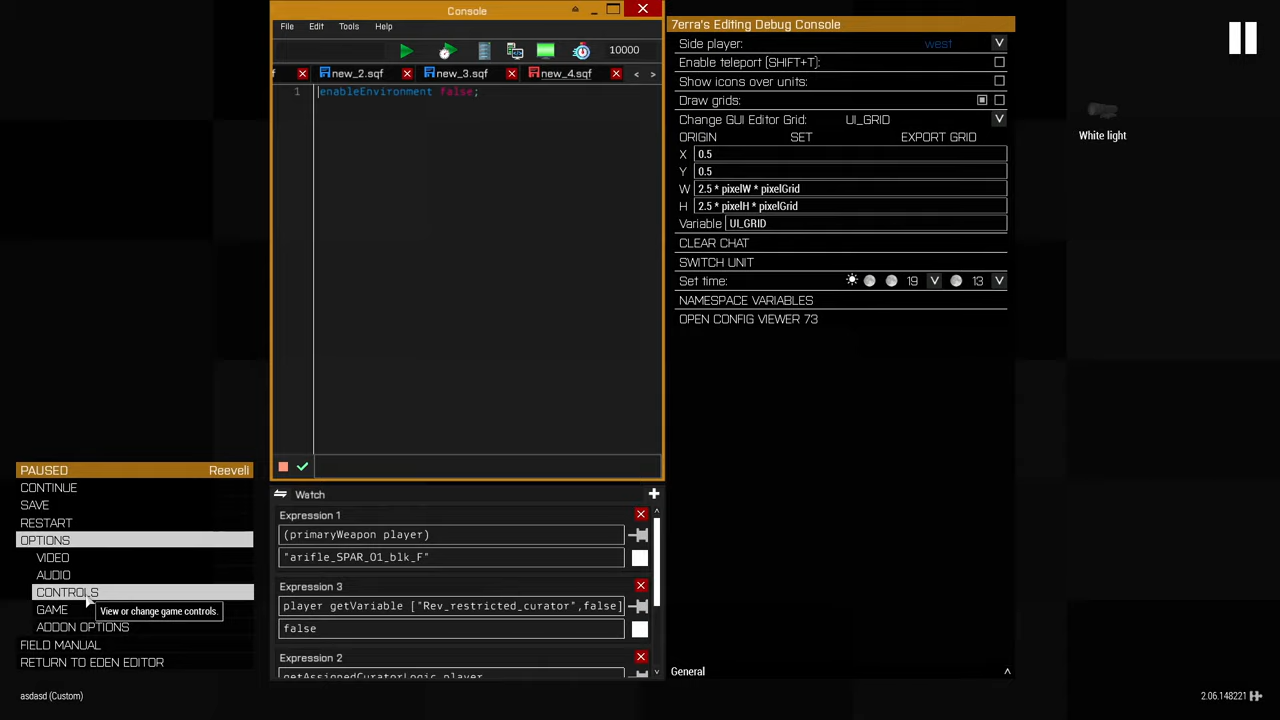 Console
File Edit Tools Help
10000
f new_2.sqf new_3.sqf new_4.sqf < >
1 enableEnvironment false;
Watch
Expression 1
(primaryWeapon player)
"arifle_SPAR_01_blk_F"
Expression 3
player getVariable ["Rev_restricted_curator",false]
false
Expression 2
getAssignedCuratorLogic player
7erra's Editing Debug Console
Side player: west
Enable teleport (SHIFT+T):
Show icons over units:
Draw grids:
Change GUI Editor Grid: UI_GRID
ORIGIN SET EXPORT GRID
X 0.5
Y 0.5
W 2.5 * pixelW * pixelGrid
H 2.5 * pixelH * pixelGrid
Variable UI_GRID
CLEAR CHAT
SWITCH UNIT
Set time: 19 13
NAMESPACE VARIABLES
OPEN CONFIG VIEWER 73
General
White light
PAUSED Reeveli
CONTINUE
SAVE
RESTART
OPTIONS
VIDEO
AUDIO
CONTROLS
GAME
View or change game controls.
ADDON OPTIONS
FIELD MANUAL
RETURN TO EDEN EDITOR
asdasd (Custom)
2.06.148221